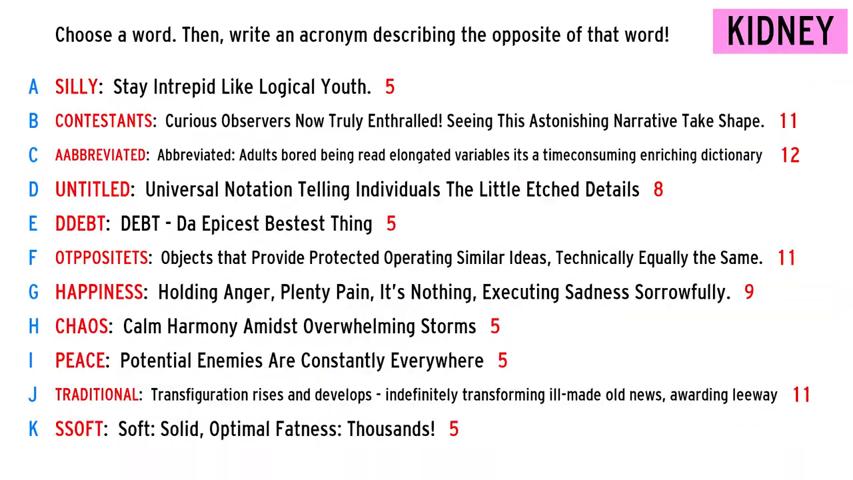 Choose a word. Then, write an acronym describing the opposite of that word!
KIDNEY
A SILLY: Stay Intrepid Like Logical Youth. 5
B CONTESTANTS: Curious Observers Now Truly Enthralled! Seeing This Astonishing Narrative Take Shape. 11
C AABBREVIATED: Abbreviated: Adults bored being read elongated variables its a timeconsuming enriching dictionary 12
D UNTITLED: Universal Notation Telling Individuals The Little Etched Details 8
E DDEBT: DEBT - Da Epicest Bestest Thing 5
F OTPPOSITETS: Objects that Provide Protected Operating Similar Ideas, Technically Equally the Same. 11
G HAPPINESS: Holding Anger, Plenty Pain, It's Nothing, Executing Sadness Sorrowfully. 9
H CHAOS: Calm Harmony Amidst Overwhelming Storms 5
I PEACE: Potential Enemies Are Constantly Everywhere 5
J TRADITIONAL: Transfiguration rises and develops - indefinitely transforming ill-made old news, awarding leeway 11
K SSOFT: Soft: Solid, Optimal Fatness: Thousands! 5